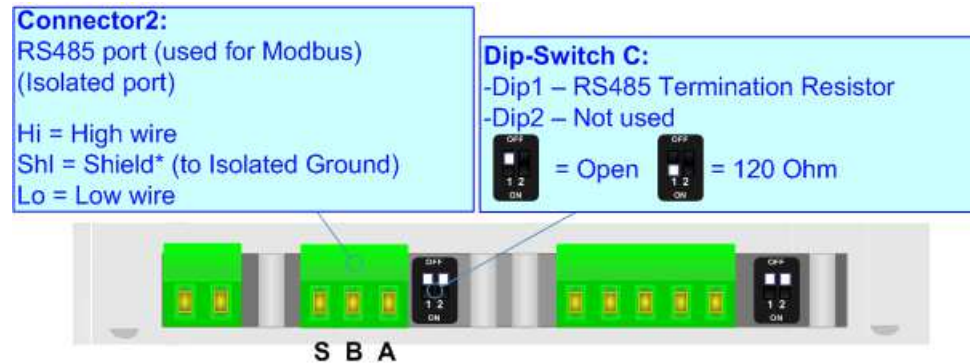 Connector2:
RS485 port (used for Modbus)
(Isolated port)
Hi = High wire
Shl = Shield* (to Isolated Ground)
Lo = Low wire
Dip-Switch C:
-Dip1 – RS485 Termination Resistor
-Dip2 – Not used
OFF
1 2
ON
= Open
OFF
1 2
ON
= 120 Ohm
OFF
1 2
ON
OFF
1 2
ON
S B A